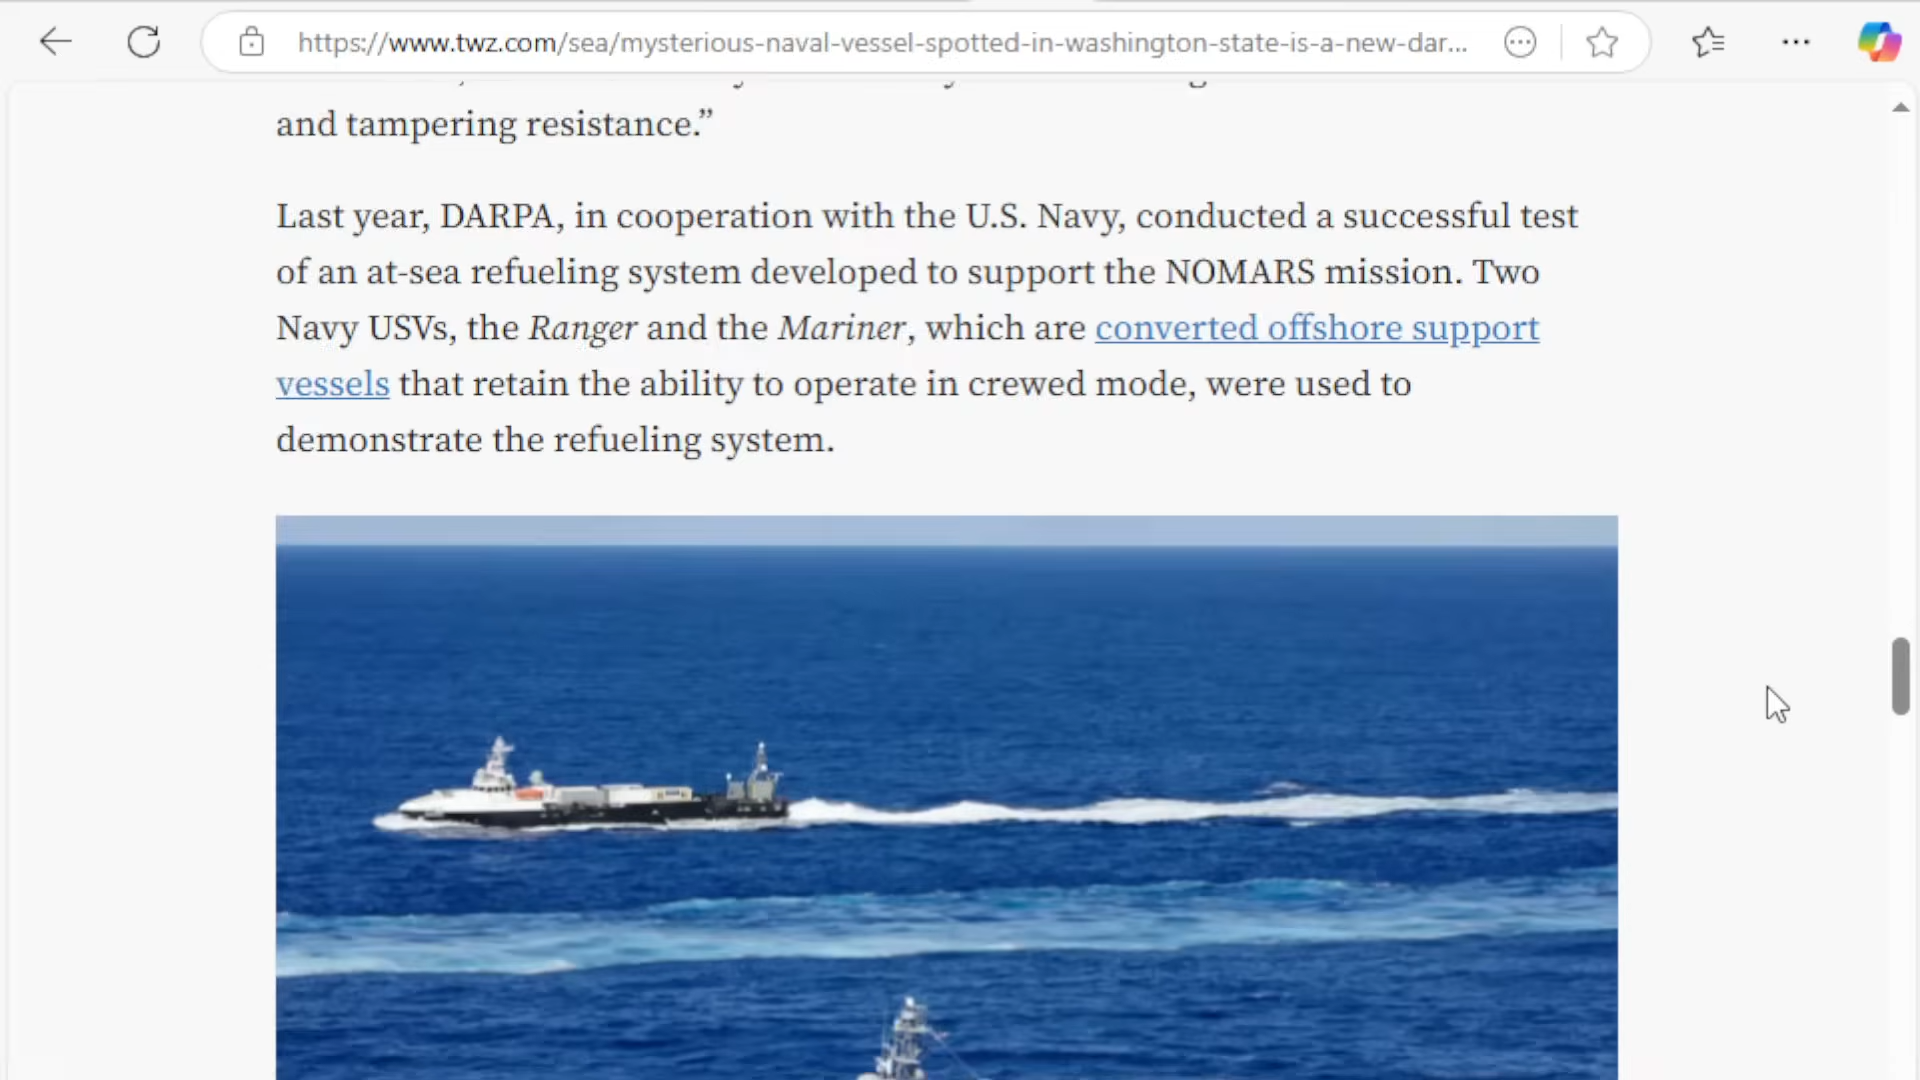 https://www.twz.com/sea/mysterious-naval-vessel-spotted-in-washington-state-is-a-new-dar...
and tampering resistance.”
Last year, DARPA, in cooperation with the U.S. Navy, conducted a successful test
of an at-sea refueling system developed to support the NOMARS mission. Two
Navy USVs, the Ranger and the Mariner, which are converted offshore support
vessels that retain the ability to operate in crewed mode, were used to
demonstrate the refueling system.